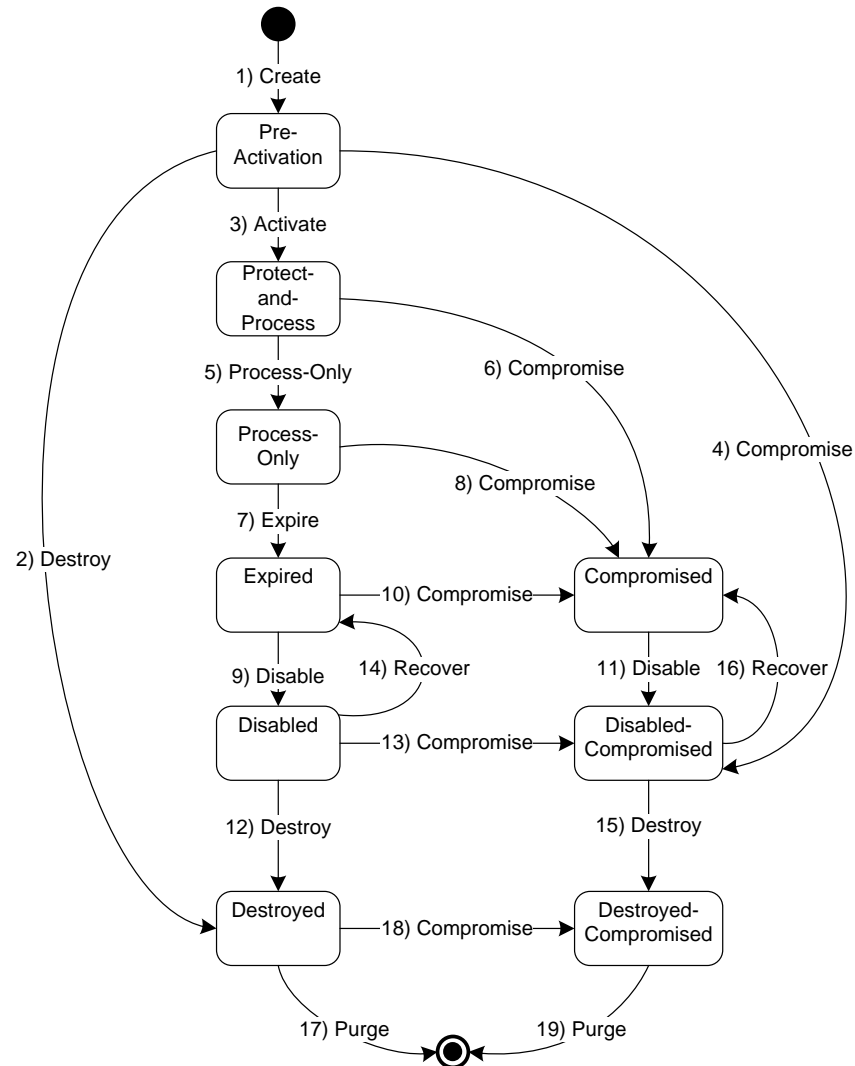 1) Create
Pre-
Activation
3) Activate
Protect-
and-
Process
5) Process-Only
6) Compromise
Process-
Only
4) Compromise
8) Compromise
7) Expire
2) Destroy
Expired
10) Compromise
Compromised
9) Disable
14) Recover
11) Disable
16) Recover
Disabled
13) Compromise
Disabled-
Compromised
12) Destroy
15) Destroy
Destroyed
18) Compromise
Destroyed-
Compromised
17) Purge
19) Purge